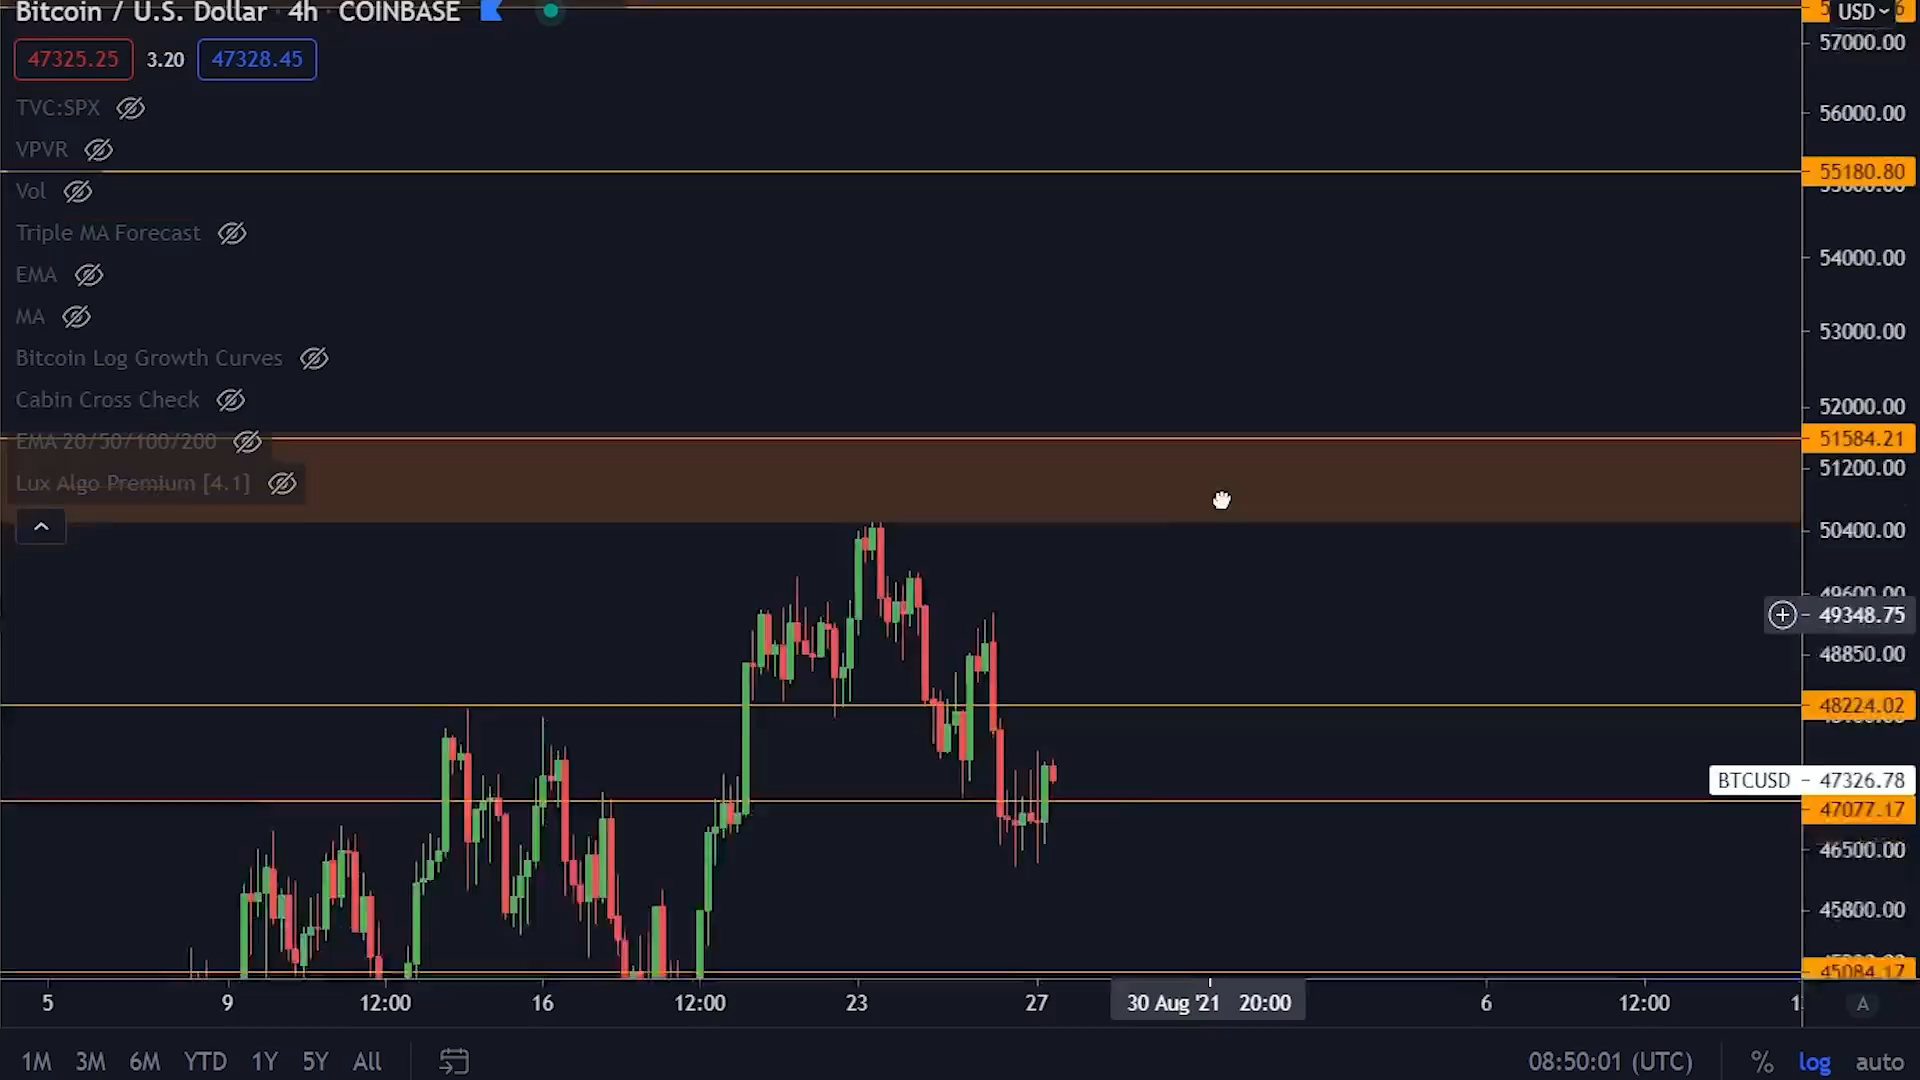 Bitcoin / U.S. Dollar · 4h · COINBASE
USD
57000.00
47325.25 3.20 47328.45
TVC:SPX
56000.00
VPVR
55180.80
Vol
Triple MA Forecast
54000.00
EMA
MA
53000.00
Bitcoin Log Growth Curves
Cabin Cross Check
52000.00
EMA 20/50/100/200
51584.21
51200.00
Lux Algo Premium [4.1]
50400.00
49600.00
49348.75
48850.00
48224.02
BTCUSD 47326.78
47077.17
46500.00
45800.00
45084.17
5 9 12:00 16 12:00 23 27 30 Aug '21 20:00 6 12:00
A
1M 3M 6M YTD 1Y 5Y All
08:50:01 (UTC) % log auto